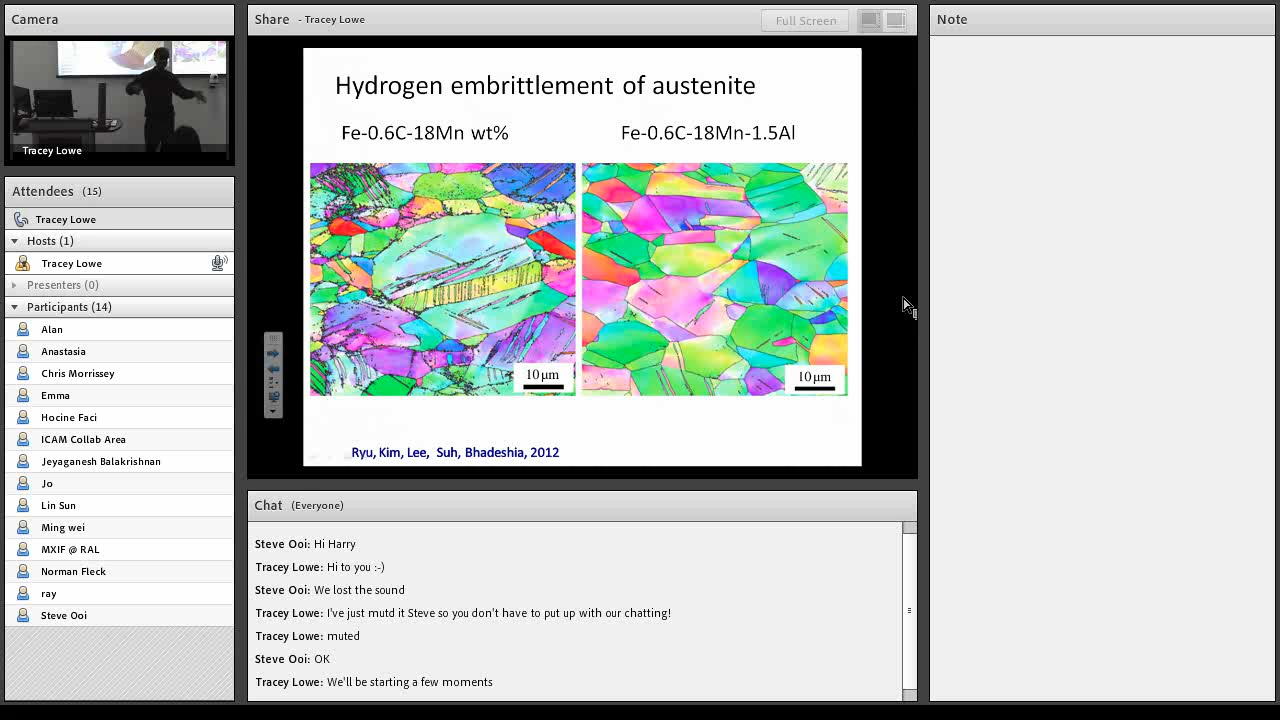 Camera
Tracey Lowe
Attendees (15)
Tracey Lowe
Hosts (1)
Tracey Lowe
Presenters (0)
Participants (14)
Alan
Anastasia
Chris Morrissey
Emma
Hocine Faci
ICAM Collab Area
Jeyaganesh Balakrishnan
Jo
Lin Sun
Ming wei
MXIF @ RAL
Norman Fleck
ray
Steve Ooi
Share - Tracey Lowe
Full Screen
Hydrogen embrittlement of austenite
Fe-0.6C-18Mn wt%
Fe-0.6C-18Mn-1.5Al
10 µm
10 µm
Ryu, Kim, Lee, Suh, Bhadeshia, 2012
Chat (Everyone)
Steve Ooi: Hi Harry
Tracey Lowe: Hi to you :-)
Steve Ooi: We lost the sound
Tracey Lowe: I've just mutd it Steve so you don't have to put up with our chatting!
Tracey Lowe: muted
Steve Ooi: OK
Tracey Lowe: We'll be starting a few moments
Note